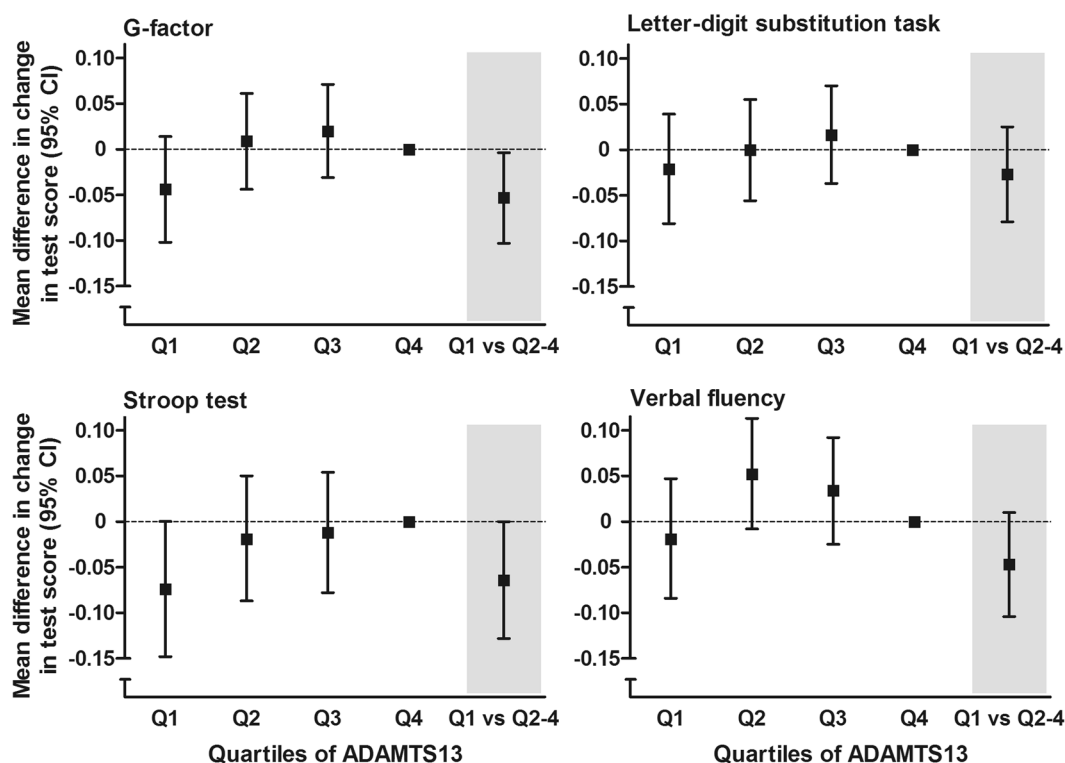 G-factor
Mean difference in change
in test score (95% CI)
0.10
0.05
0
-0.05
-0.10
-0.15
Q1 Q2 Q3 Q4 Q1 vs Q2-4
Letter-digit substitution task
0.10
0.05
0
-0.05
-0.10
-0.15
Q1 Q2 Q3 Q4 Q1 vs Q2-4
Stroop test
Mean difference in change
in test score (95% CI)
0.10
0.05
0
-0.05
-0.10
-0.15
Q1 Q2 Q3 Q4 Q1 vs Q2-4
Quartiles of ADAMTS13
Verbal fluency
0.10
0.05
0
-0.05
-0.10
-0.15
Q1 Q2 Q3 Q4 Q1 vs Q2-4
Quartiles of ADAMTS13